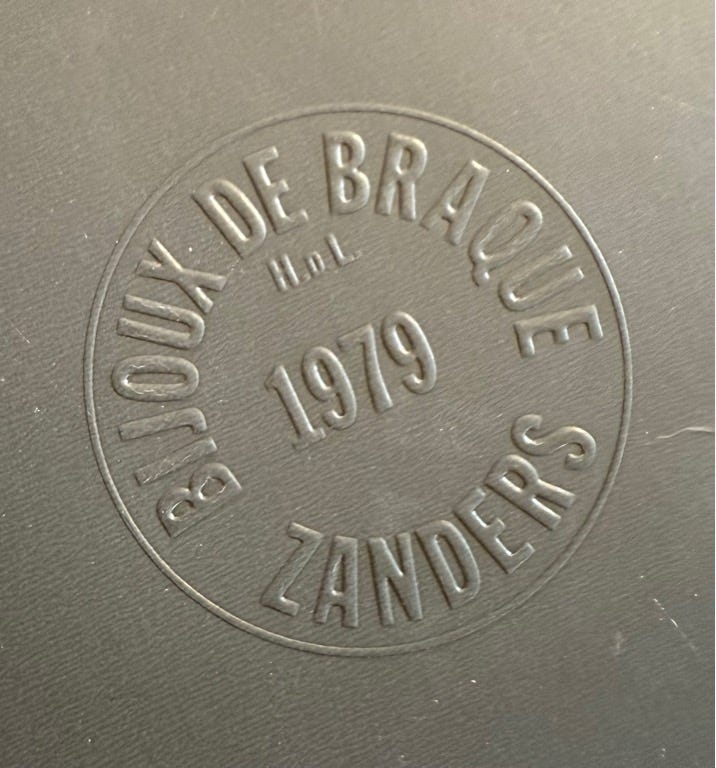 BIJOUX DE BRAQUE
H.D.L.
1979
ZANDERS